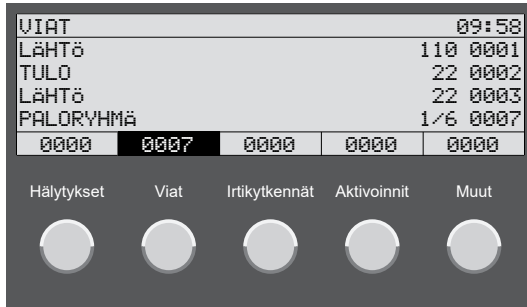 VIAT 09:58
LäHTö 110 0001
TULO 22 0002
LäHTö 22 0003
PALORYHMä 1/6 0007
0000 0007 0000 0000 0000
Hälytykset Viat Irtikytkennät Aktivoinnit Muut